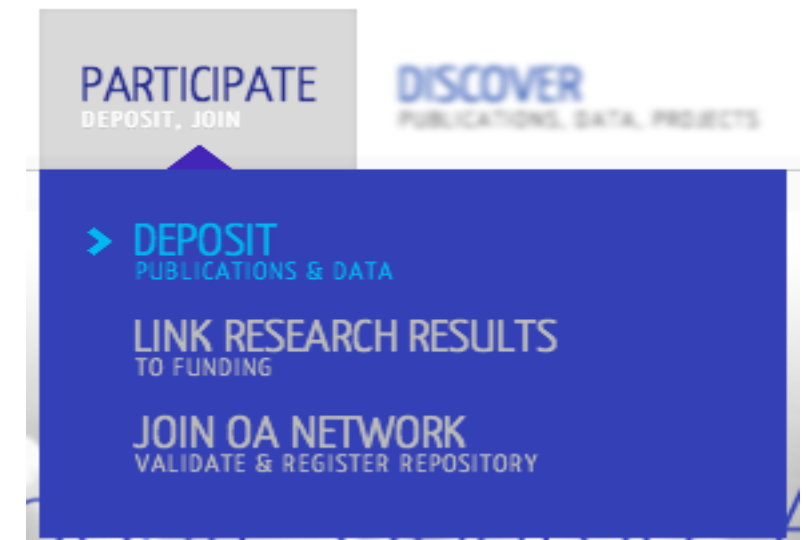 PARTICIPATE
DEPOSIT, JOIN
DISCOVER
PUBLICATIONS, DATA, PROJECTS
> DEPOSIT
PUBLICATIONS & DATA
LINK RESEARCH RESULTS
TO FUNDING
JOIN OA NETWORK
VALIDATE & REGISTER REPOSITORY